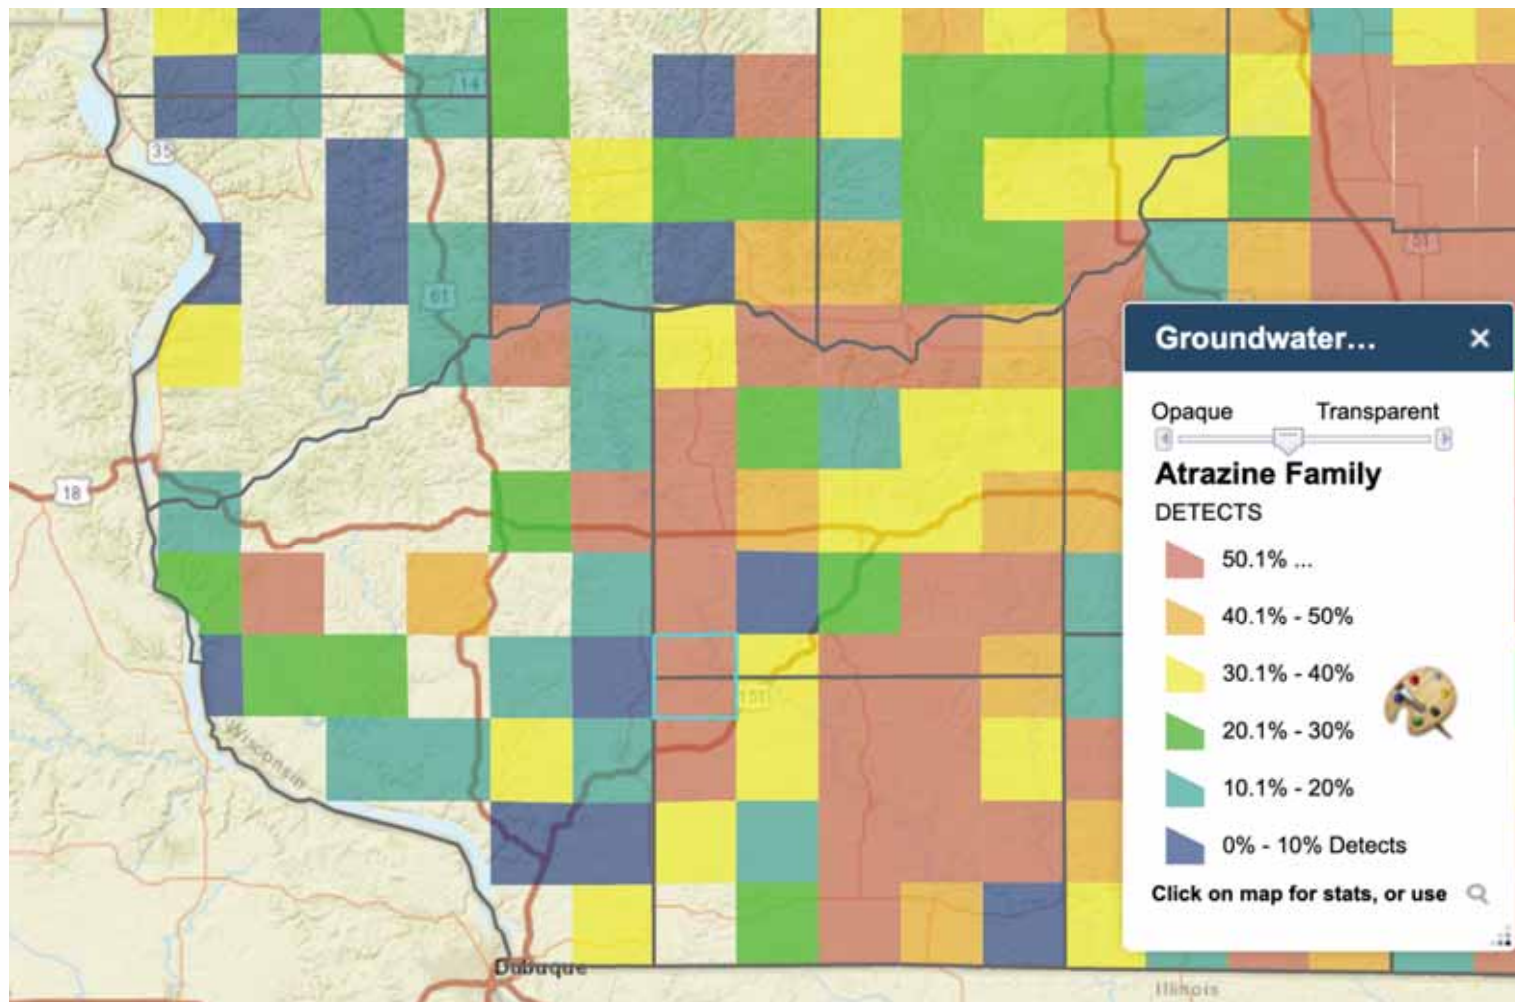 14
35
61
51
Groundwater…
Opaque Transparent
Atrazine Family
DETECTS
50.1% ...
40.1% - 50%
30.1% - 40%
20.1% - 30%
10.1% - 20%
0% - 10% Detects
Click on map for stats, or use
18
151
Wisconsin
Dubuque
Illinois